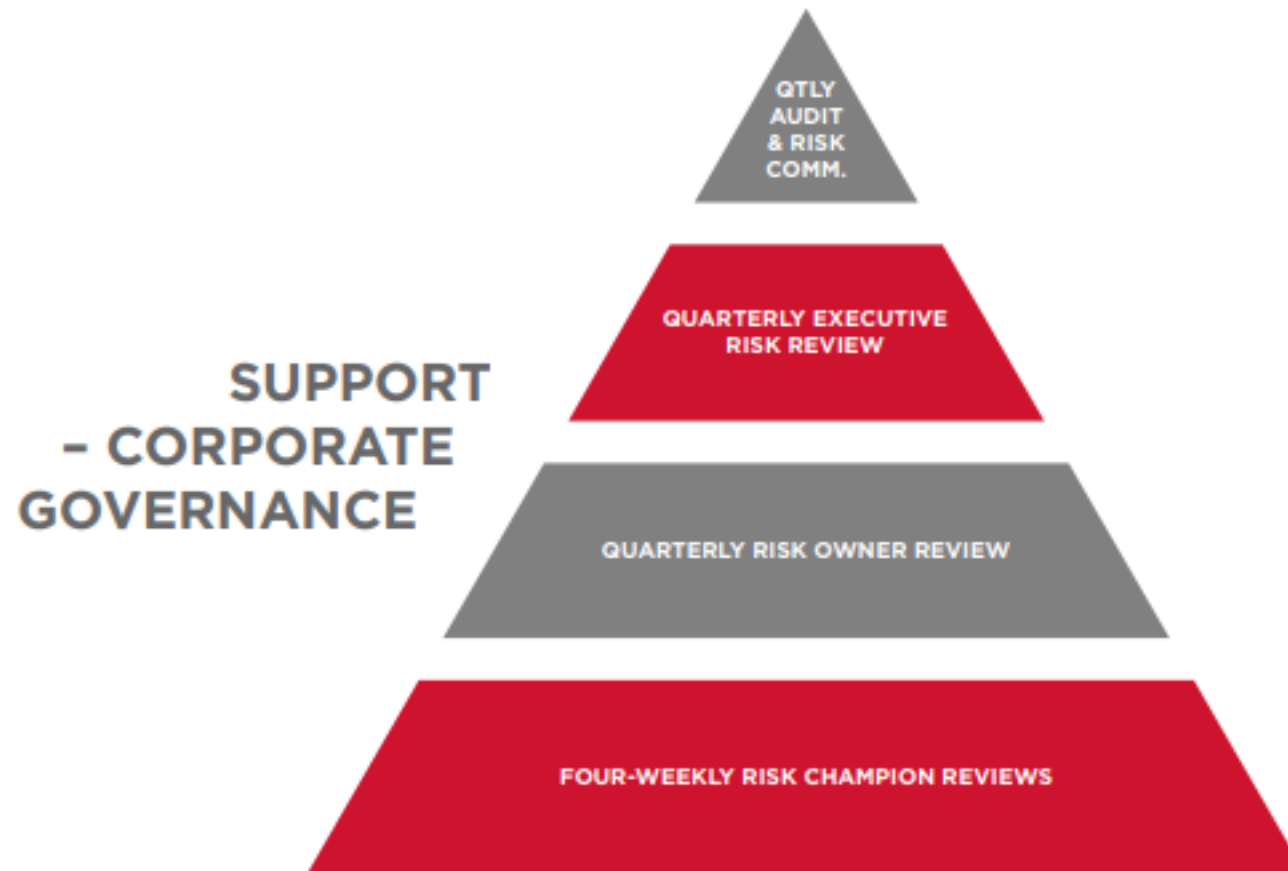 QTLY
AUDIT
& RISK
COMM.
QUARTERLY EXECUTIVE
RISK REVIEW
SUPPORT
– CORPORATE
GOVERNANCE
QUARTERLY RISK OWNER REVIEW
FOUR-WEEKLY RISK CHAMPION REVIEWS